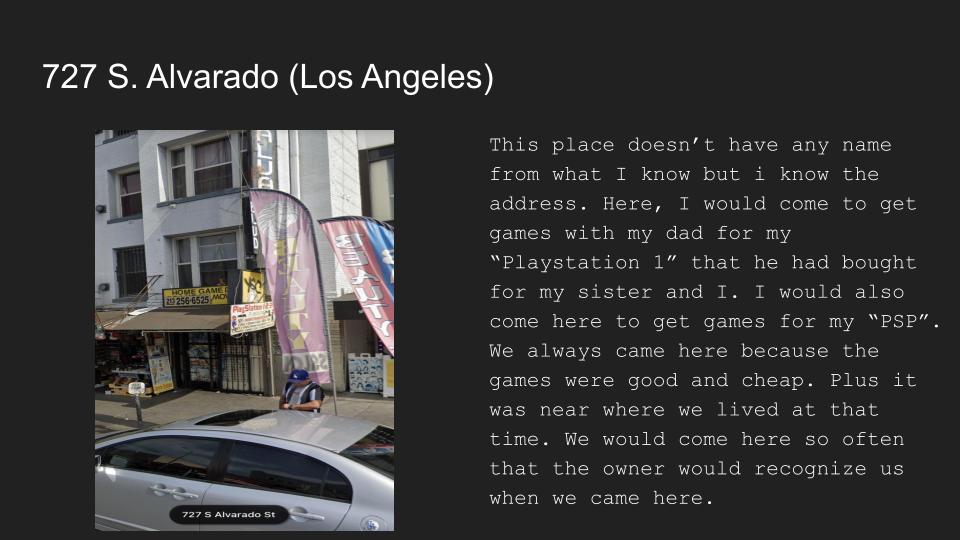 727 S. Alvarado (Los Angeles)
This place doesn’t have any name
from what I know but i know the
address. Here, I would come to get
games with my dad for my
“Playstation 1” that he had bought
for my sister and I. I would also
come here to get games for my “PSP”.
We always came here because the
games were good and cheap. Plus it
was near where we lived at that
time. We would come here so often
that the owner would recognize us
when we came here.
HOME GAME
213 256-6525
PlayStation
BEAUTY
727 S Alvarado St